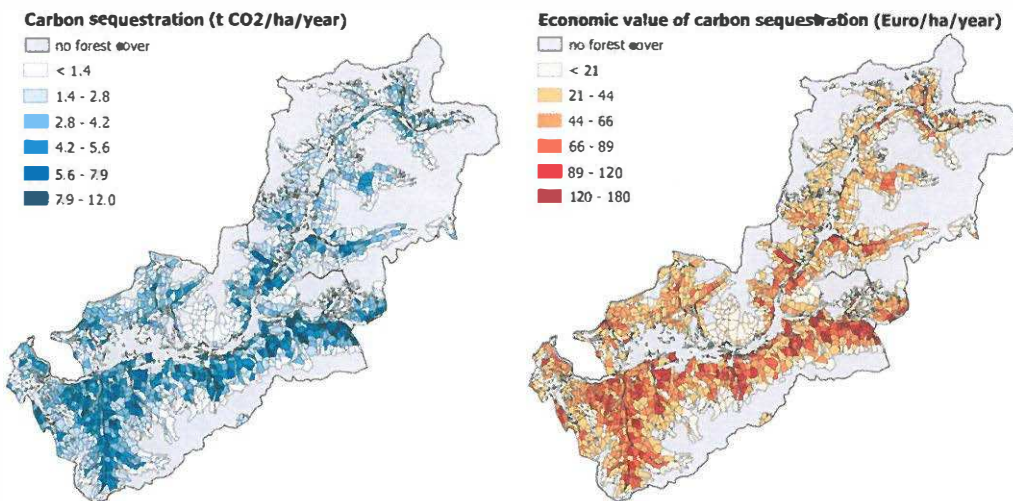 Carbon sequestration (t CO2/ha/year)
no forest cover
< 1.4
1.4 - 2.8
2.8 - 4.2
4.2 - 5.6
5.6 - 7.9
7.9 - 12.0
Economic value of carbon sequestration (Euro/ha/year)
no forest cover
< 21
21 - 44
44 - 66
66 - 89
89 - 120
120 - 180